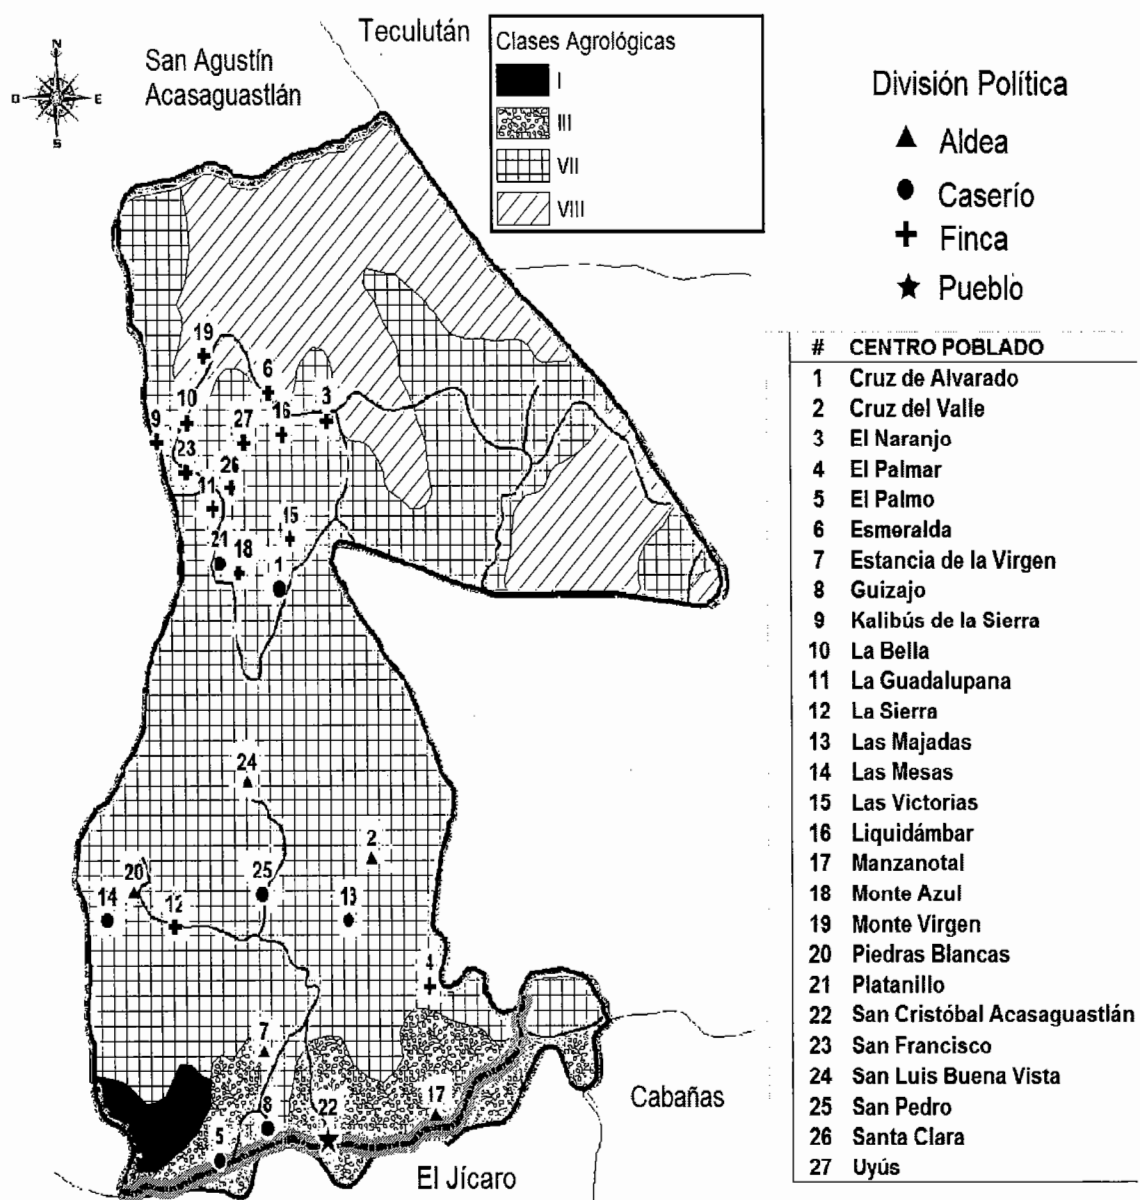 Teculután
San Agustín
Acasaguastlán
N
O
E
S
Clases Agrológicas
I
III
VII
VIII
División Política
Aldea
Caserío
Finca
Pueblo
# CENTRO POBLADO
1 Cruz de Alvarado
2 Cruz del Valle
3 El Naranjo
4 El Palmar
5 El Palmo
6 Esmeralda
7 Estancia de la Virgen
8 Guizajo
9 Kalibús de la Sierra
10 La Bella
11 La Guadalupana
12 La Sierra
13 Las Majadas
14 Las Mesas
15 Las Victorias
16 Liquidámbar
17 Manzanotal
18 Monte Azul
19 Monte Virgen
20 Piedras Blancas
21 Platanillo
22 San Cristóbal Acasaguastlán
23 San Francisco
24 San Luis Buena Vista
25 San Pedro
26 Santa Clara
27 Uyús
19
6
3
10
16
9
27
23
26
11
15
21
18
1
24
2
20
25
14
12
13
4
7
22
17
8
5
Cabañas
El Jícaro